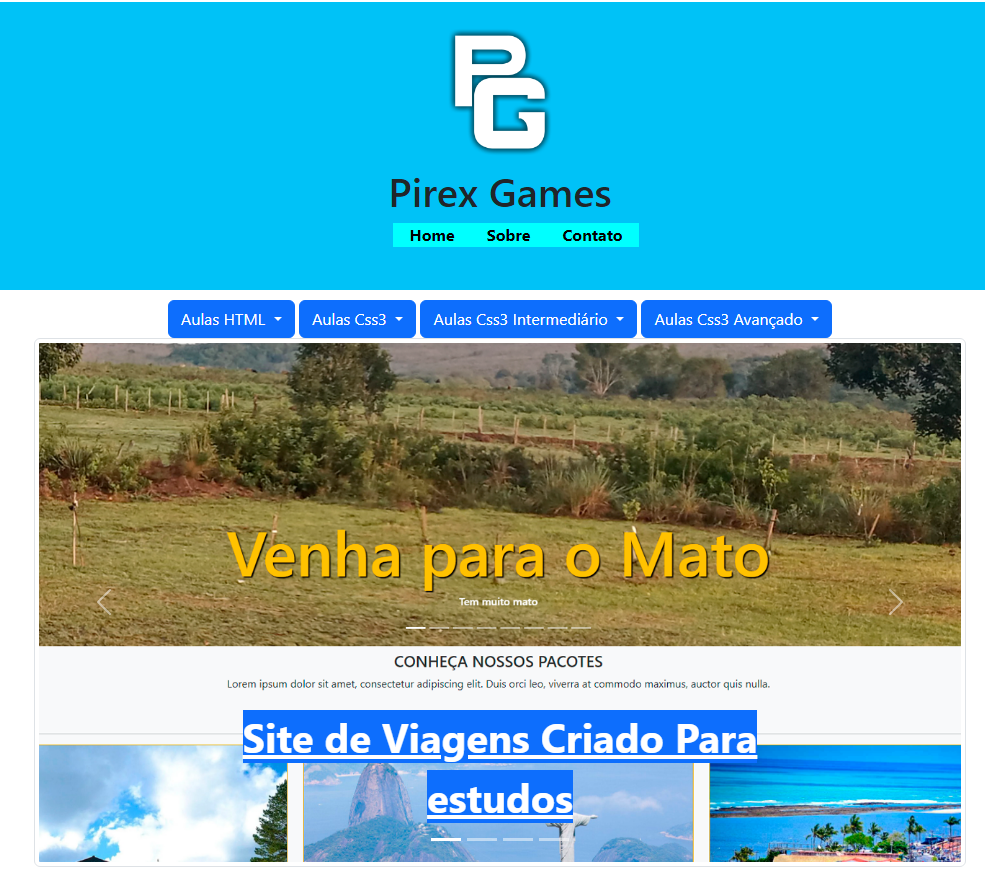 PG
Pirex Games
Home Sobre Contato
Aulas HTML Aulas Css3 Aulas Css3 Intermediário Aulas Css3 Avançado
Venha para o Mato
Tem muito mato
CONHEÇA NOSSOS PACOTES
Lorem ipsum dolor sit amet, consectetur adipiscing elit. Duis orci leo, viverra at commodo maximus, auctor quis nulla.
Site de Viagens Criado Para
estudos